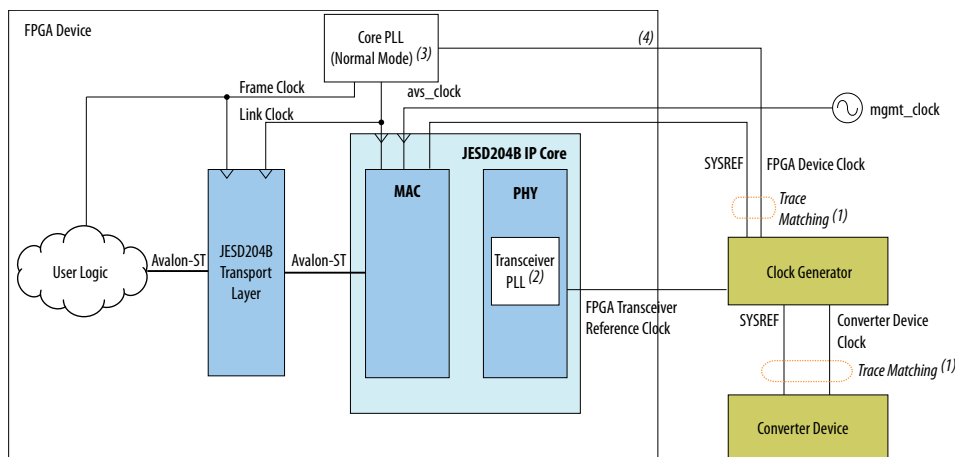 FPGA Device
Core PLL
(Normal Mode) (3)
(4)
Frame Clock
avs_clock
Link Clock
mgmt_clock
JESD204B IP Core
SYSREF
FPGA Device Clock
MAC
PHY
Trace
Matching (1)
User Logic
Avalon-ST
JESD204B
Transport
Layer
Avalon-ST
Transceiver
PLL (2)
Clock Generator
FPGA Transceiver
Reference Clock
SYSREF
Converter Device
Clock
Trace Matching (1)
Converter Device